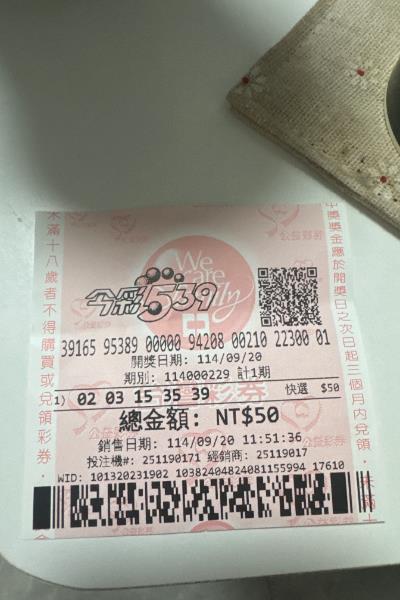 We
care
Family
今彩539
39165 95389 00000 94208 00210 22300 01
開獎日期: 114/09/20
期別: 114000229 計1期
1) 02 03 15 35 39 快選 $50
總金額: NT$50
銷售日期: 114/09/20 11:51:36
投注機#: 251190171 經銷商: 25119017
WID: 101320231902 10382404824081155994 17610
未滿十八歲者不得購買或兌領彩券。
中獎獎金應於開獎日之次日起三個月內兌領。
公益彩券